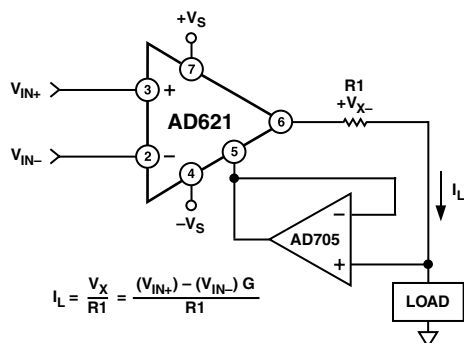 +VS
7
VIN+
3
+
R1
+VX–
AD621
6
VIN–
2
–
5
4
–VS
IL
–
AD705
+
IL = VX/R1 = (VIN+) – (VIN–) G/R1
LOAD